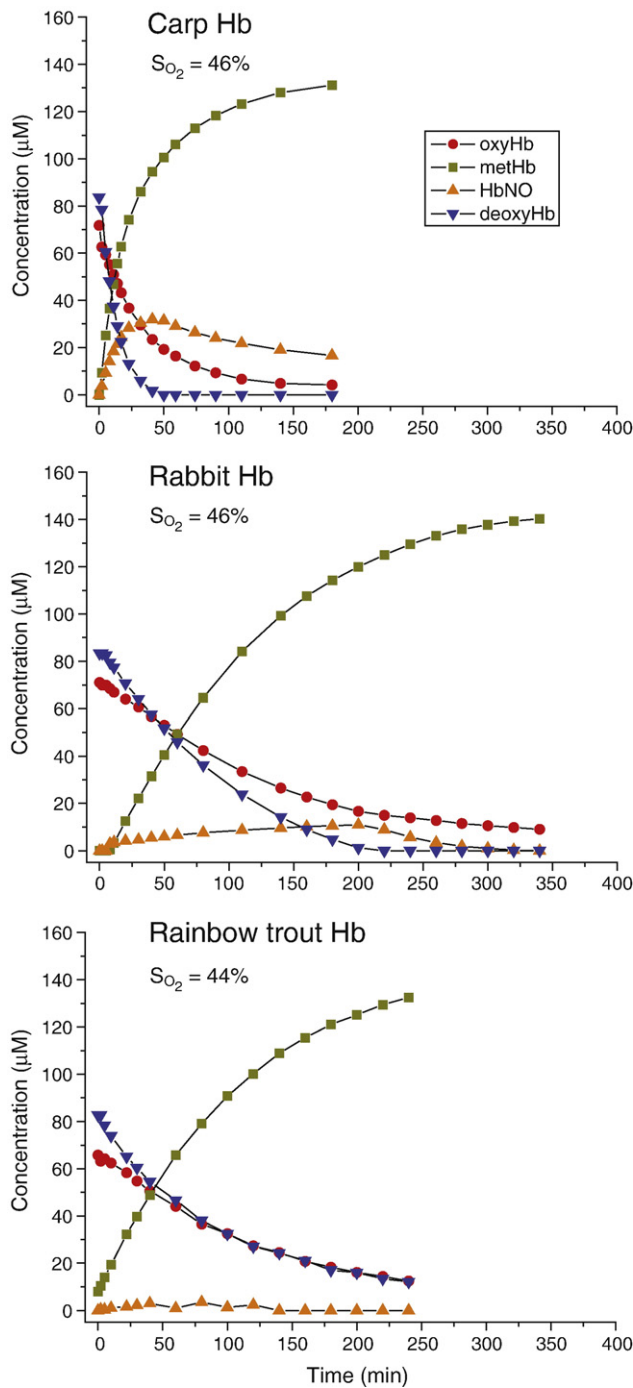 Carp Hb
S_O2 = 46%
oxyHb
metHb
HbNO
deoxyHb
Concentration (μM)
160
140
120
100
80
60
40
20
0
0 50 100 150 200 250 300 350 400
Rabbit Hb
S_O2 = 46%
Concentration (μM)
160
140
120
100
80
60
40
20
0
0 50 100 150 200 250 300 350 400
Rainbow trout Hb
S_O2 = 44%
Concentration (μM)
160
140
120
100
80
60
40
20
0
0 50 100 150 200 250 300 350 400
Time (min)